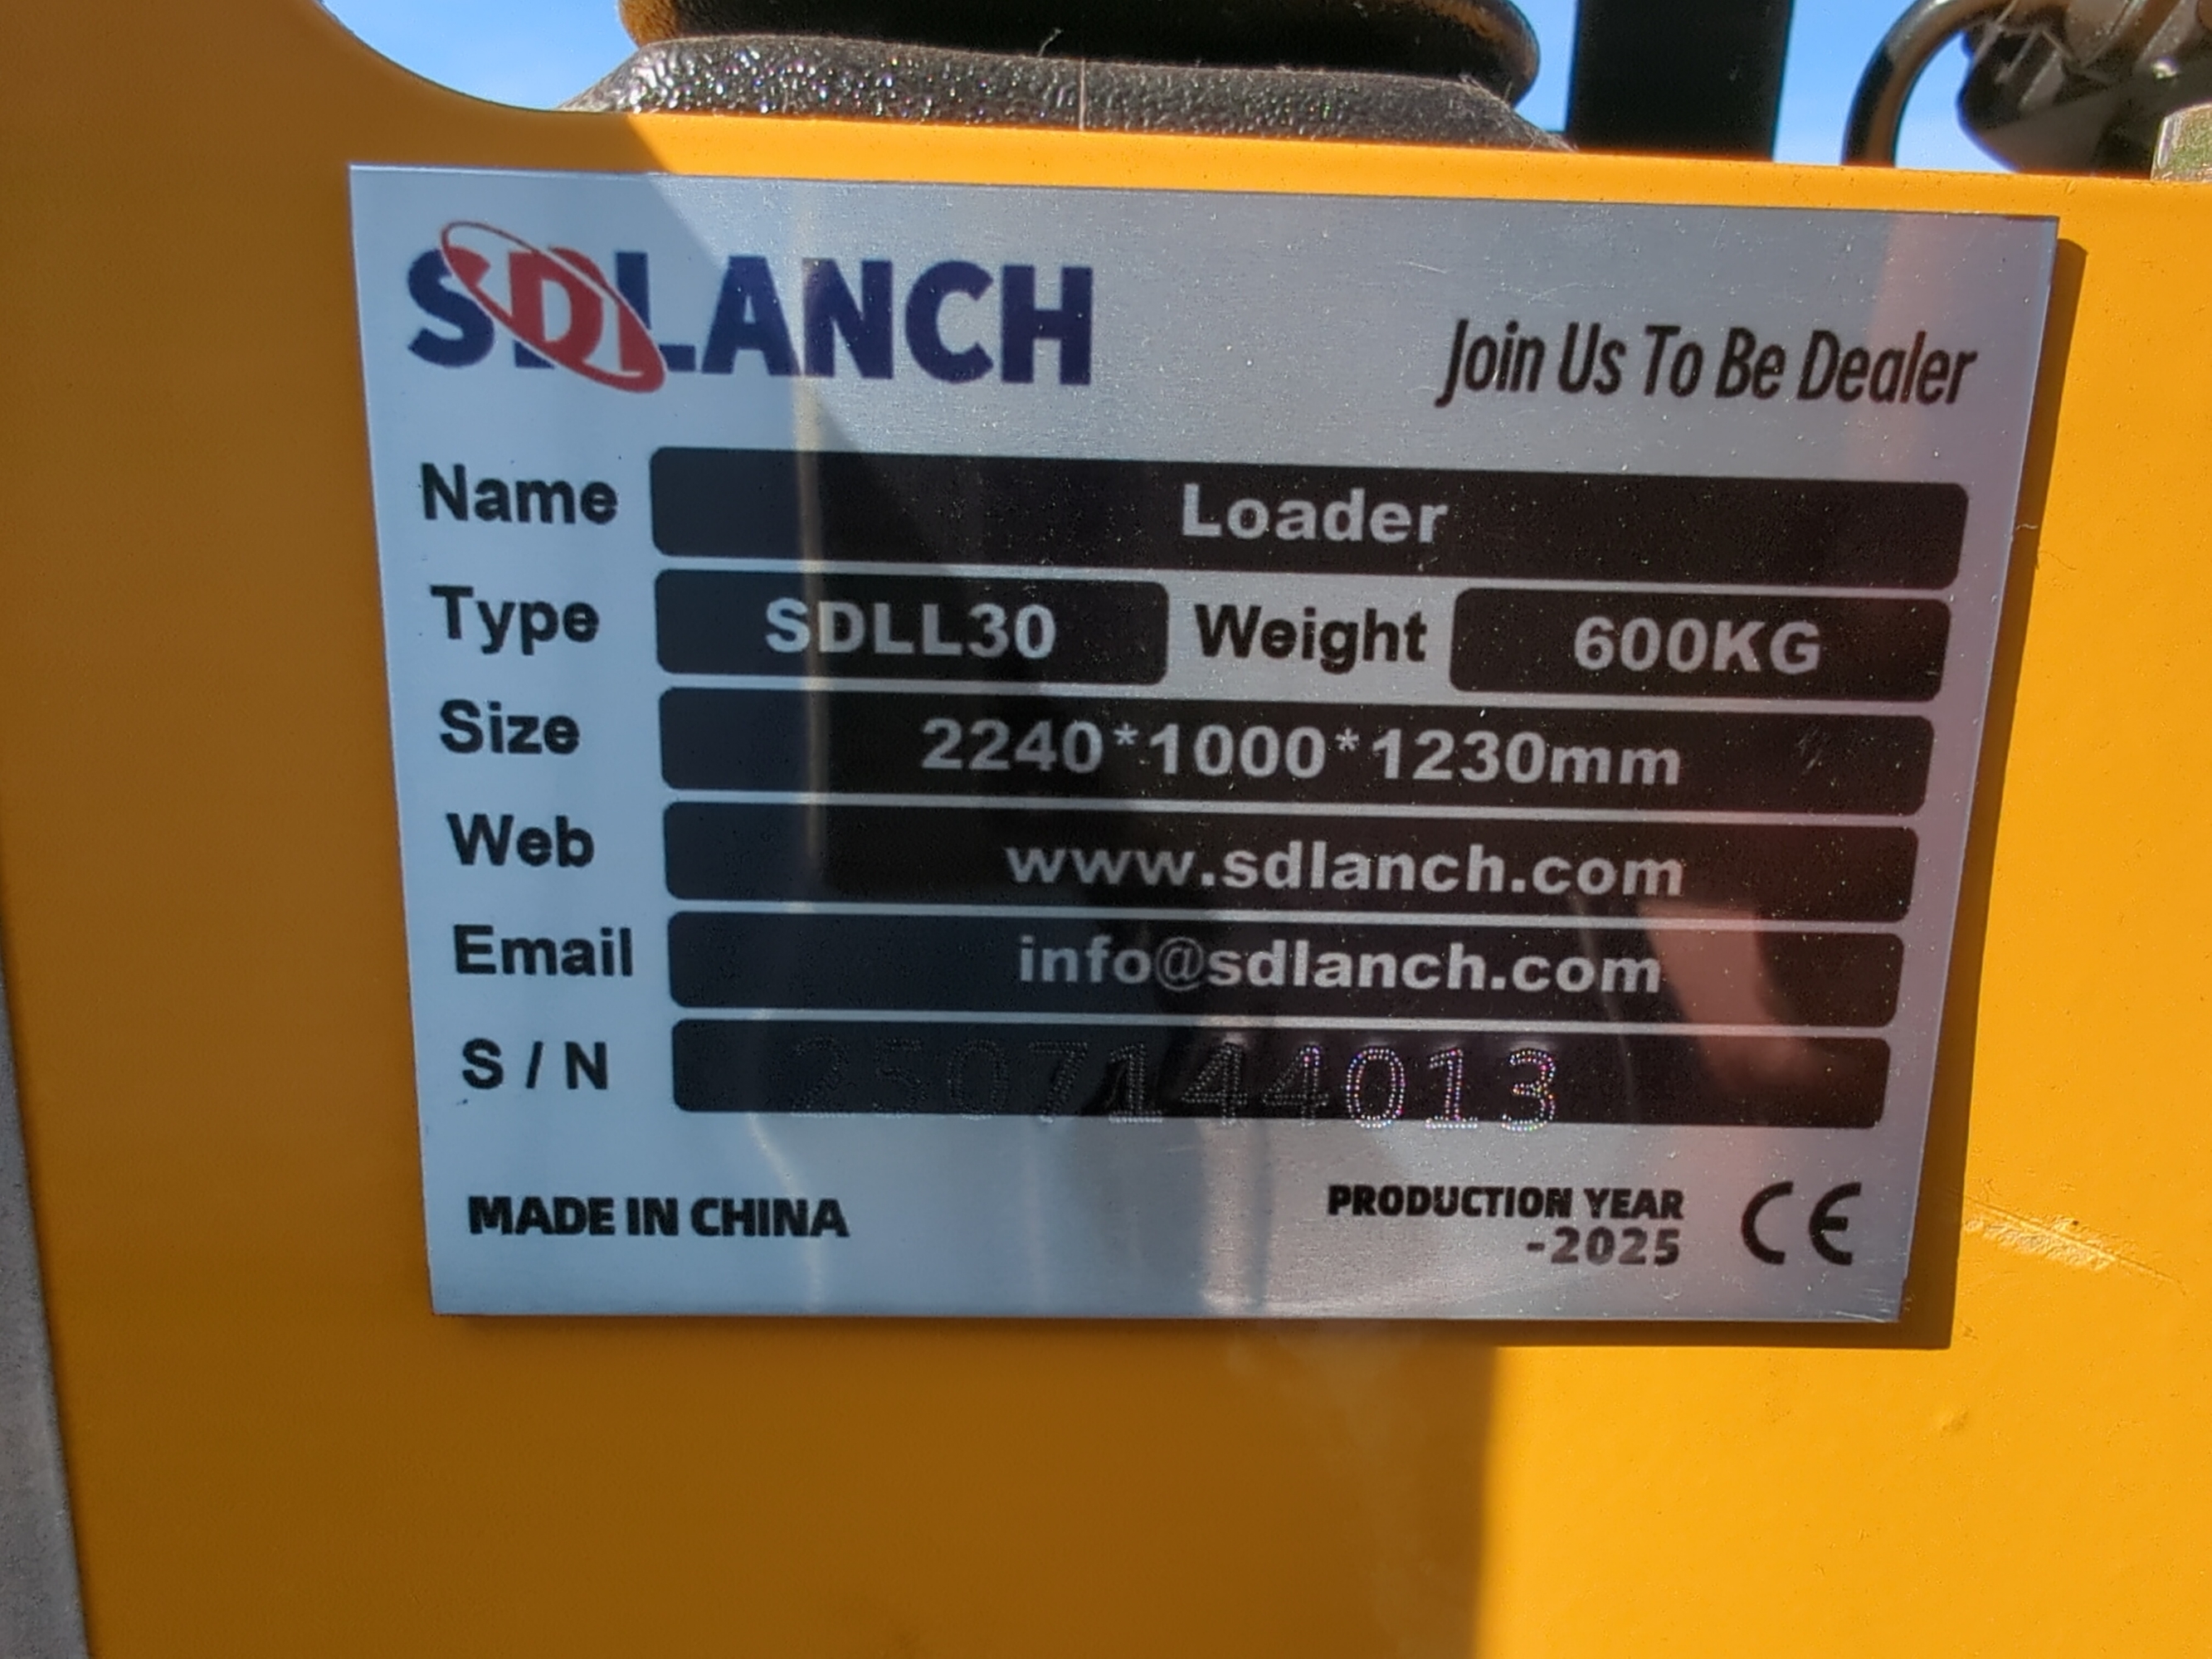 SDLANCH
Join Us To Be Dealer
Name Loader
Type SDLL30 Weight 600KG
Size 2240*1000*1230mm
Web www.sdlanch.com
Email info@sdlanch.com
S / N 2507144013
MADE IN CHINA
PRODUCTION YEAR
-2025
CE